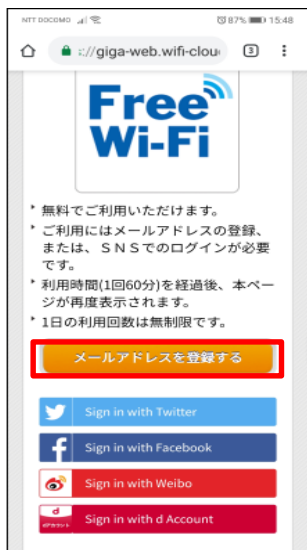 NTT DOCOMO 87% 15:48
://giga-web.wifi-clou 3
Free
Wi-Fi
* 無料でご利用いただけます。
* ご利用にはメールアドレスの登録、
または、ＳＮＳでのログインが必要
です。
* 利用時間(1回60分)を経過後、本ペー
ジが再度表示されます。
* 1日の利用回数は無制限です。
メールアドレスを登録する
Sign in with Twitter
f Sign in with Facebook
Sign in with Weibo
d
dアカウント
Sign in with d Account